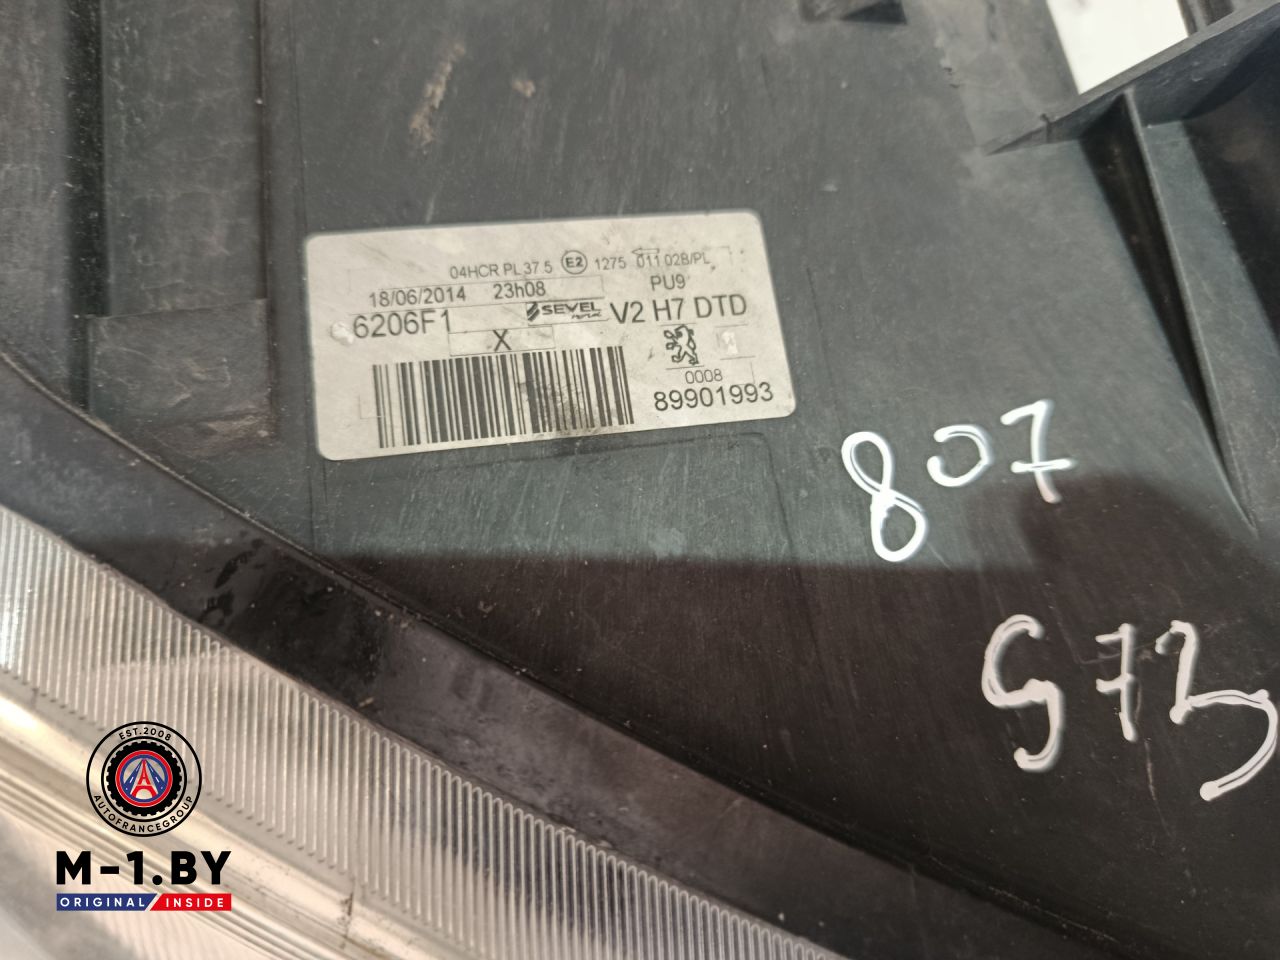 04HCR PL 37.5 E2 1275 011 02B/PL
18/06/2014 23h08 PU9
6206F1 SEVEL V2 H7 DTD
X
0008
89901993
807
973
EST.2008
AUTOFRANCEGROUP
M-1.BY
ORIGINAL INSIDE